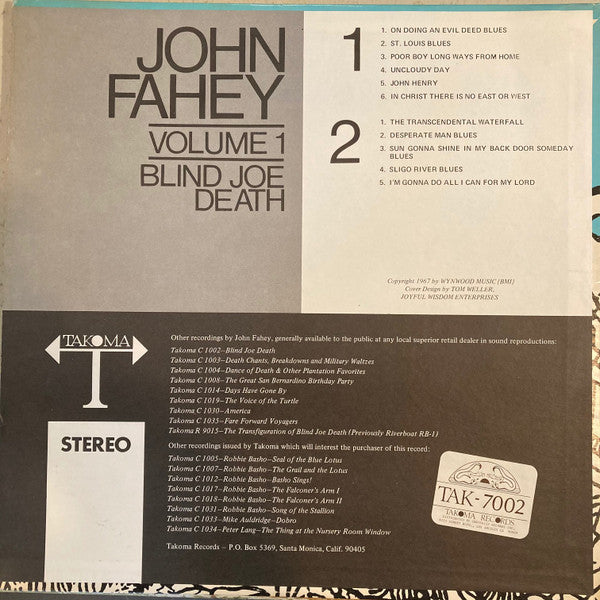 JOHN
FAHEY
VOLUME 1
BLIND JOE
DEATH
1
1. ON DOING AN EVIL DEED BLUES
2. ST. LOUIS BLUES
3. POOR BOY LONG WAYS FROM HOME
4. UNCLOUDY DAY
5. JOHN HENRY
6. IN CHRIST THERE IS NO EAST OR WEST
2
1. THE TRANSCENDENTAL WATERFALL
2. DESPERATE MAN BLUES
3. SUN GONNA SHINE IN MY BACK DOOR SOMEDAY
BLUES
4. SLIGO RIVER BLUES
5. I'M GONNA DO ALL I CAN FOR MY LORD
Copyright 1967 by WYNWOOD MUSIC [BMI]
Cover Design by TOM WELLER,
JOYFUL WISDOM ENTERPRISES
TAKOMA
T
STEREO
Other recordings by John Fahey, generally available to the public at any local superior retail dealer in sound reproductions:
Takoma C 1002—Blind Joe Death
Takoma C 1003—Death Chants, Breakdowns and Military Waltzes
Takoma C 1004—Dance of Death & Other Plantation Favorites
Takoma C 1008—The Great San Bernardino Birthday Party
Takoma C 1014—Days Have Gone By
Takoma C 1019—The Voice of the Turtle
Takoma C 1030—America
Takoma C 1035—Fare Forward Voyagers
Takoma R 9015—The Transfiguration of Blind Joe Death (Previously Riverboat RB-1)
Other recordings issued by Takoma which will interest the purchaser of this record:
Takoma C 1005—Robbie Basho—Seal of the Blue Lotus
Takoma C 1007—Robbie Basho—The Grail and the Lotus
Takoma C 1012—Robbie Basho—Basho Sings!
Takoma C 1017—Robbie Basho—The Falconer's Arm I
Takoma C 1018—Robbie Basho—The Falconer's Arm II
Takoma C 1031—Robbie Basho—Song of the Stallion
Takoma C 1033—Mike Auldridge—Dobro
Takoma C 1034—Peter Lang—The Thing at the Nursery Room Window
Takoma Records – P.O. Box 5369, Santa Monica, Calif. 90405
TAK-7002
TAKOMA RECORDS